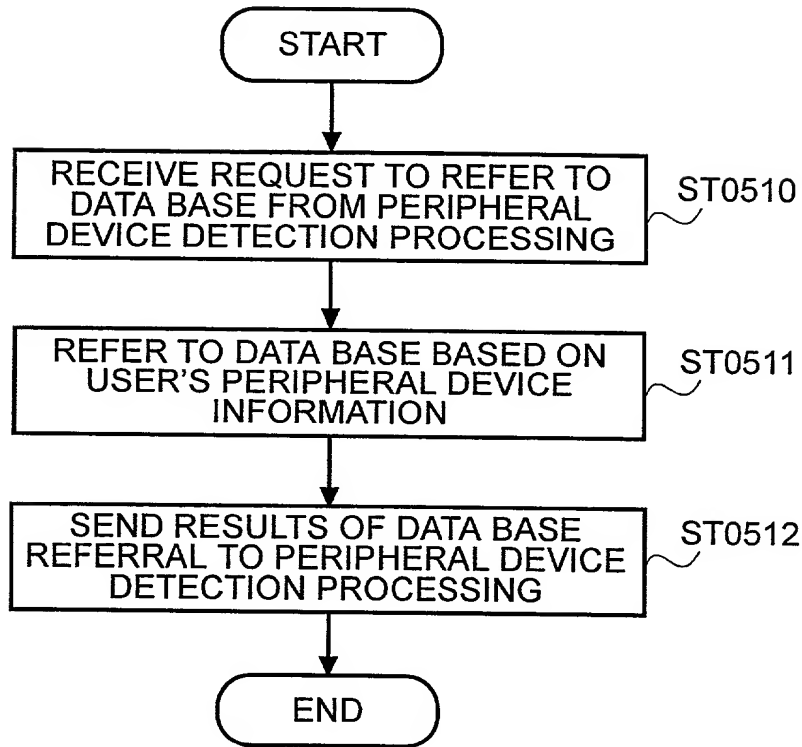 START
RECEIVE REQUEST TO REFER TO
DATA BASE FROM PERIPHERAL
DEVICE DETECTION PROCESSING
ST0510
REFER TO DATA BASE BASED ON
USER'S PERIPHERAL DEVICE
INFORMATION
ST0511
SEND RESULTS OF DATA BASE
REFERRAL TO PERIPHERAL DEVICE
DETECTION PROCESSING
ST0512
END